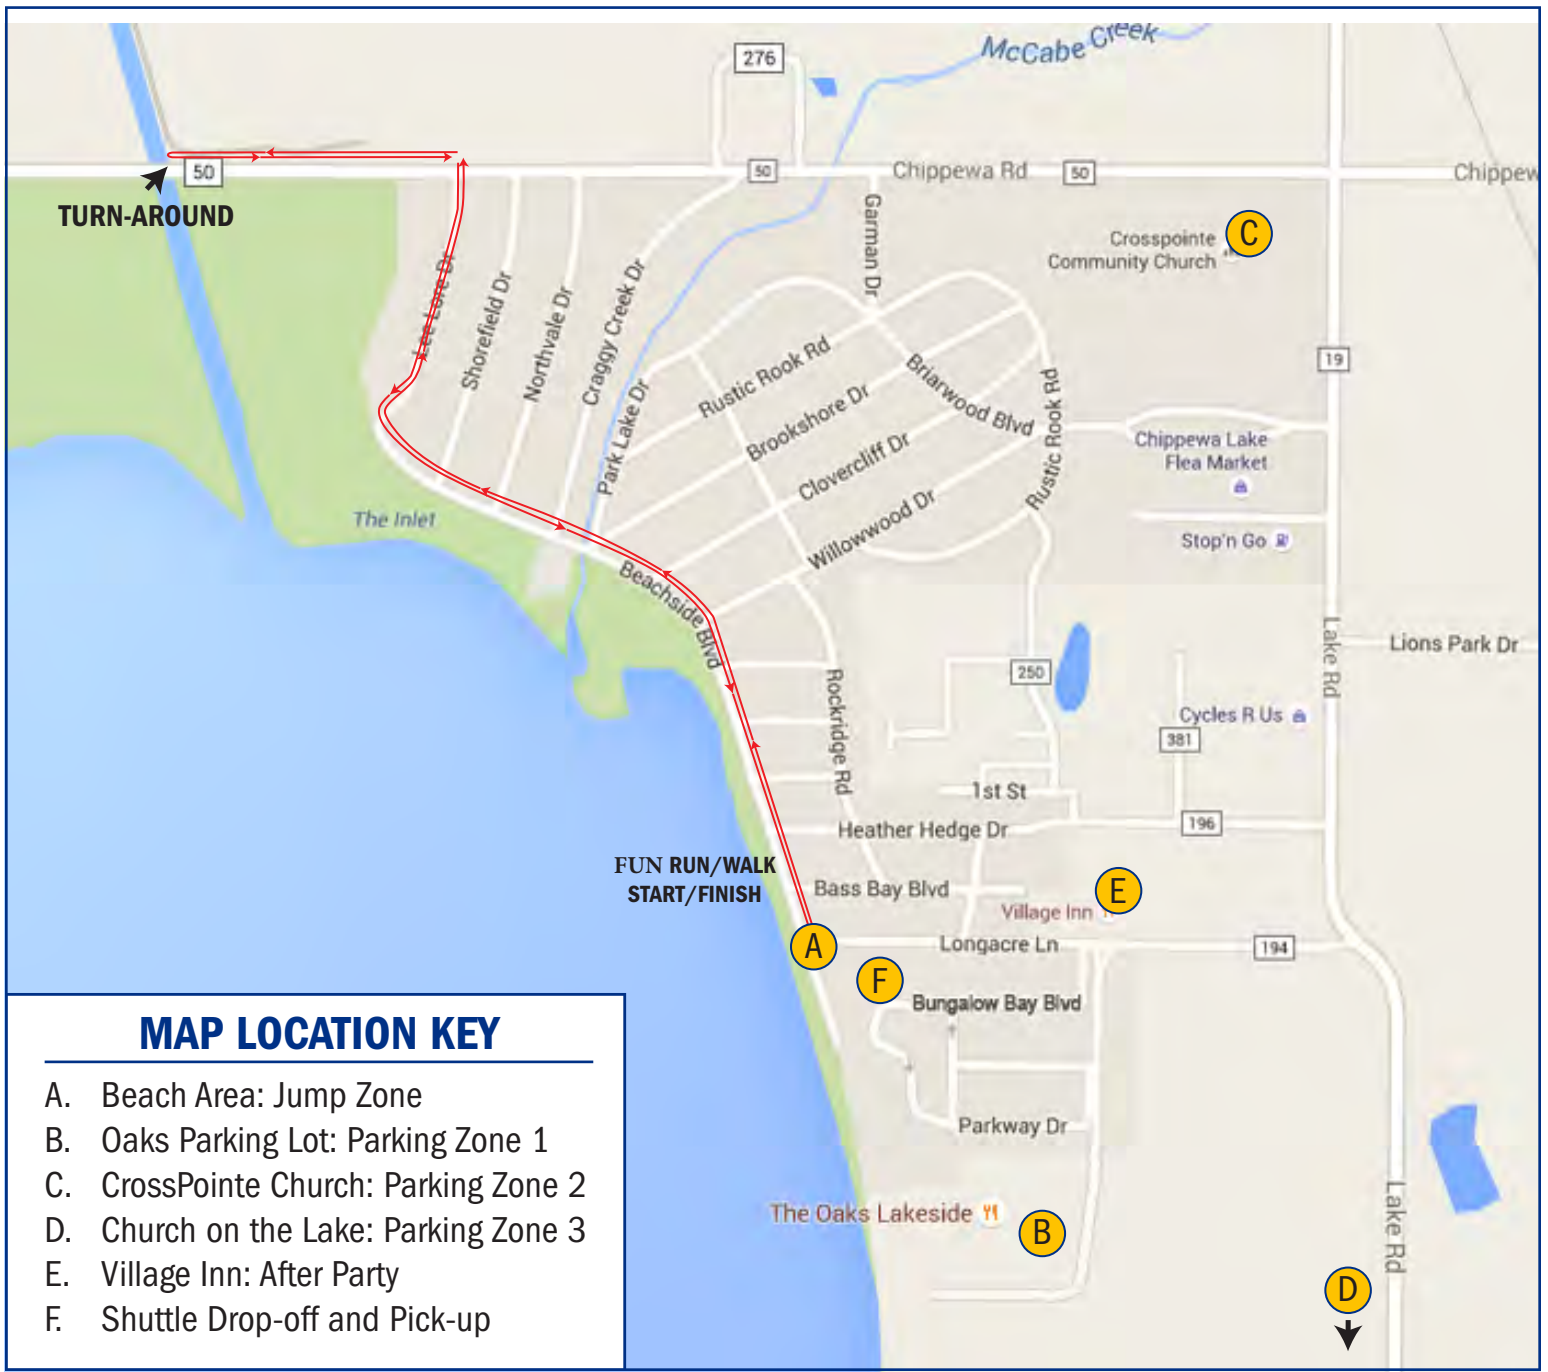 McCabe Creek
276
50
50
Chippewa Rd
50
Chippew
TURN-AROUND
Garman Dr
Crosspointe
Community Church
C
Lee Lore Dr
Shorefield Dr
Northvale Dr
Craggy Creek Dr
Park Lake Dr
Rustic Rook Rd
Brookshore Dr
Clovercliff Dr
Willowwood Dr
Briarwood Blvd
Rustic Rook Rd
19
Chippewa Lake
Flea Market
Stop'n Go
The Inlet
Beachside Blvd
Lake Rd
Lions Park Dr
250
Rockridge Rd
Cycles R Us
381
1st St
196
Heather Hedge Dr
FUN RUN/WALK
START/FINISH
Bass Bay Blvd
E
Village Inn
A
Longacre Ln
194
F
Bungalow Bay Blvd
Parkway Dr
The Oaks Lakeside
B
Lake Rd
D
MAP LOCATION KEY
A. Beach Area: Jump Zone
B. Oaks Parking Lot: Parking Zone 1
C. CrossPointe Church: Parking Zone 2
D. Church on the Lake: Parking Zone 3
E. Village Inn: After Party
F. Shuttle Drop-off and Pick-up